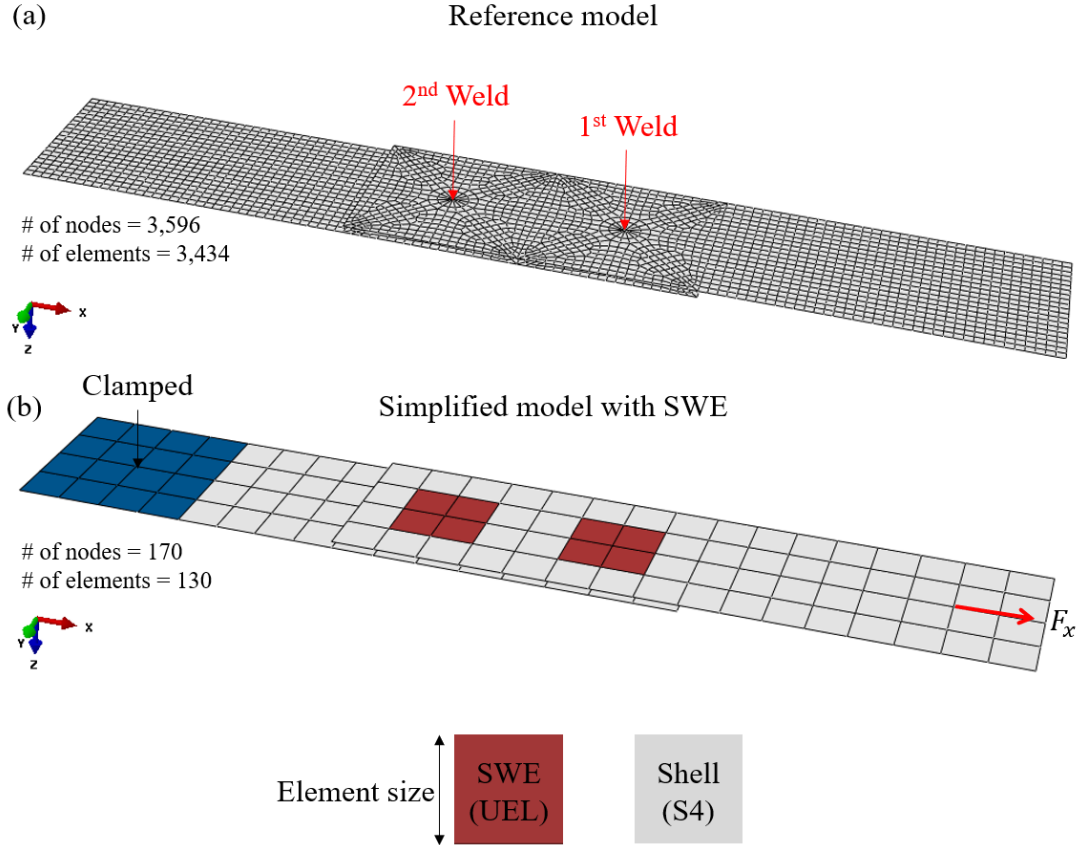 (a)
Reference model
2nd Weld
1st Weld
# of nodes = 3,596
# of elements = 3,434
X
Y
Z
Clamped
(b)
Simplified model with SWE
# of nodes = 170
# of elements = 130
X
Y
Z
Fx
Element size
SWE
(UEL)
Shell
(S4)